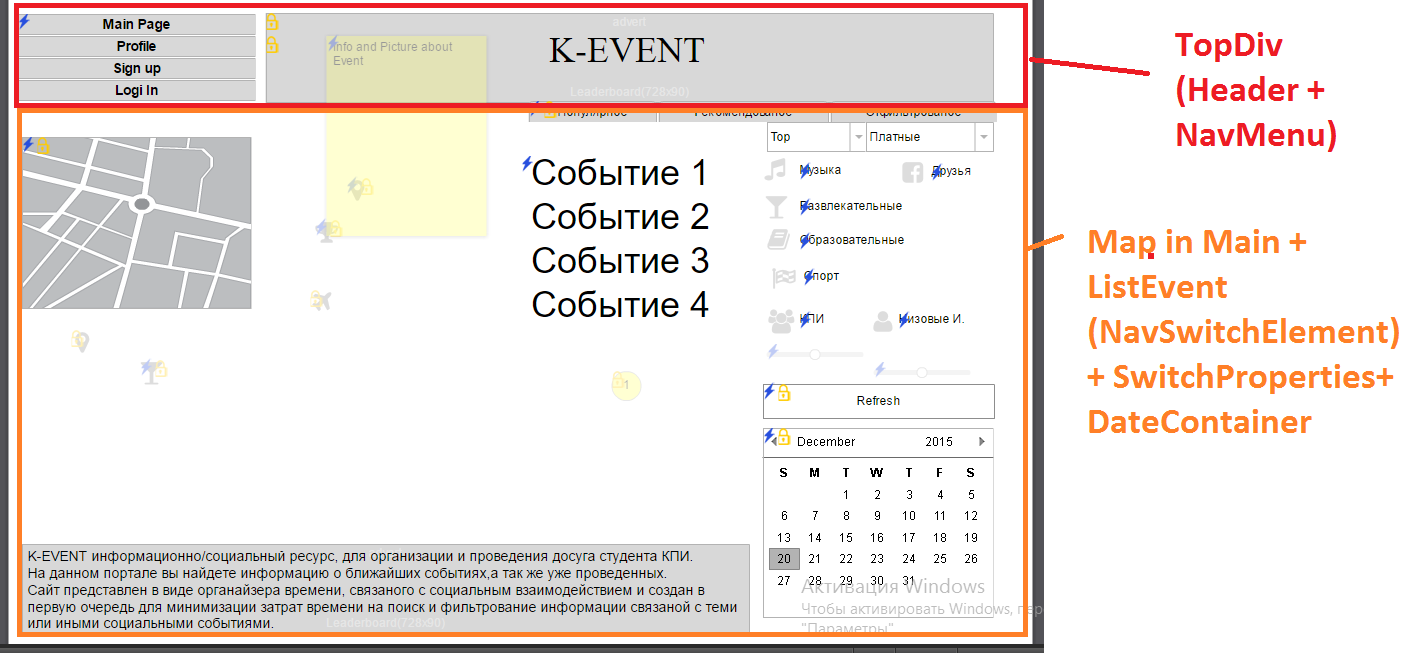 Main Page
Profile
Sign up
Logi In
advert
Info and Picture about
Event
K-EVENT
Leaderboard(728x90)
TopDiv
(Header +
NavMenu)
Популярное Рекомендованое Отфильтрованое
Top Платные
Событие 1
Событие 2
Событие 3
Событие 4
Музыка Друзья
Развлекательные
Образовательные
Спорт
КПИ Низовые И.
1
Refresh
December 2015
S M T W T F S
1 2 3 4 5
6 7 8 9 10 11 12
13 14 15 16 17 18 19
20 21 22 23 24 25 26
27 28 29 30 31
Map in Main +
ListEvent
(NavSwitchElement)
+ SwitchProperties+
DateContainer
K-EVENT информационно/социальный ресурс, для организации и проведения досуга студента КПИ.
На данном портале вы найдете информацию о ближайших событиях,а так же уже проведенных.
Сайт представлен в виде органайзера времени, связаного с социальным взаимодействием и создан в
первую очередь для минимизации затрат времени на поиск и фильтрование информации связаной с теми
или иными социальными событиями.
Leaderboard(728x90)
Активация Windows
Чтобы активировать Windows, пер
"Параметры"